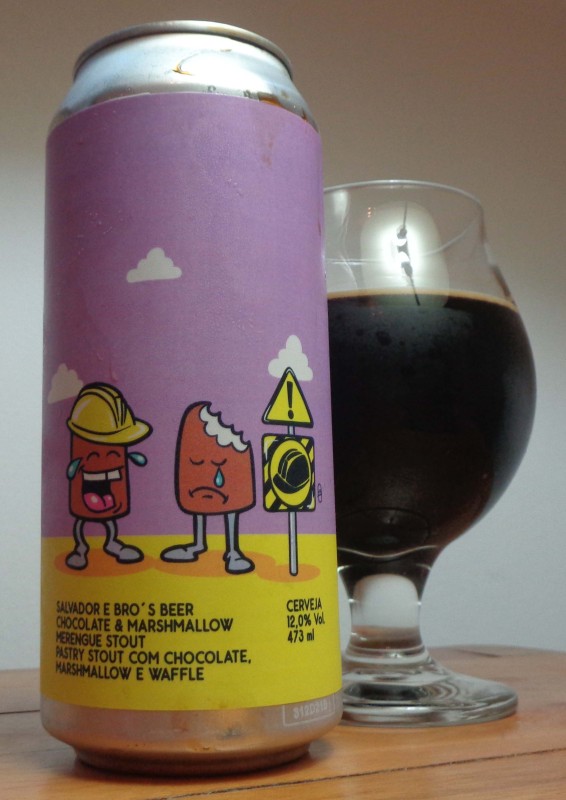 SALVADOR E BRO´S BEER
CHOCOLATE & MARSHMALLOW
MERENGUE STOUT
PASTRY STOUT COM CHOCOLATE,
MARSHMALLOW E WAFFLE
CERVEJA
12,0% Vol.
473 ml
!